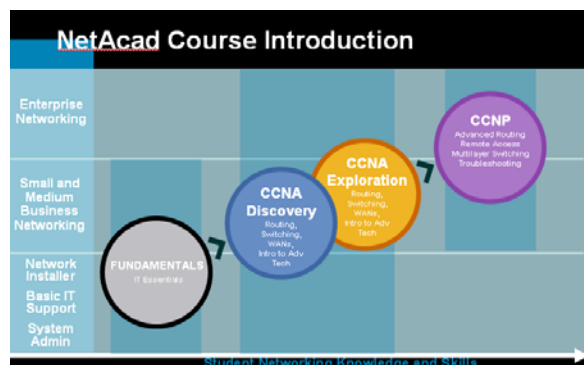 NetAcad Course Introduction
Enterprise
Networking
Small and
Medium
Business
Networking
Network
Installer
Basic IT
Support
System
Admin
FUNDAMENTALS
IT Essentials
CCNA
Discovery
Routing,
Switching,
WANs,
Intro to Adv
Tech
CCNA
Exploration
Routing,
Switching,
WANs,
Intro to Adv
Tech
CCNP
Advanced Routing
Remote Access
Multilayer Switching
Troubleshooting
Student Networking Knowledge and Skills